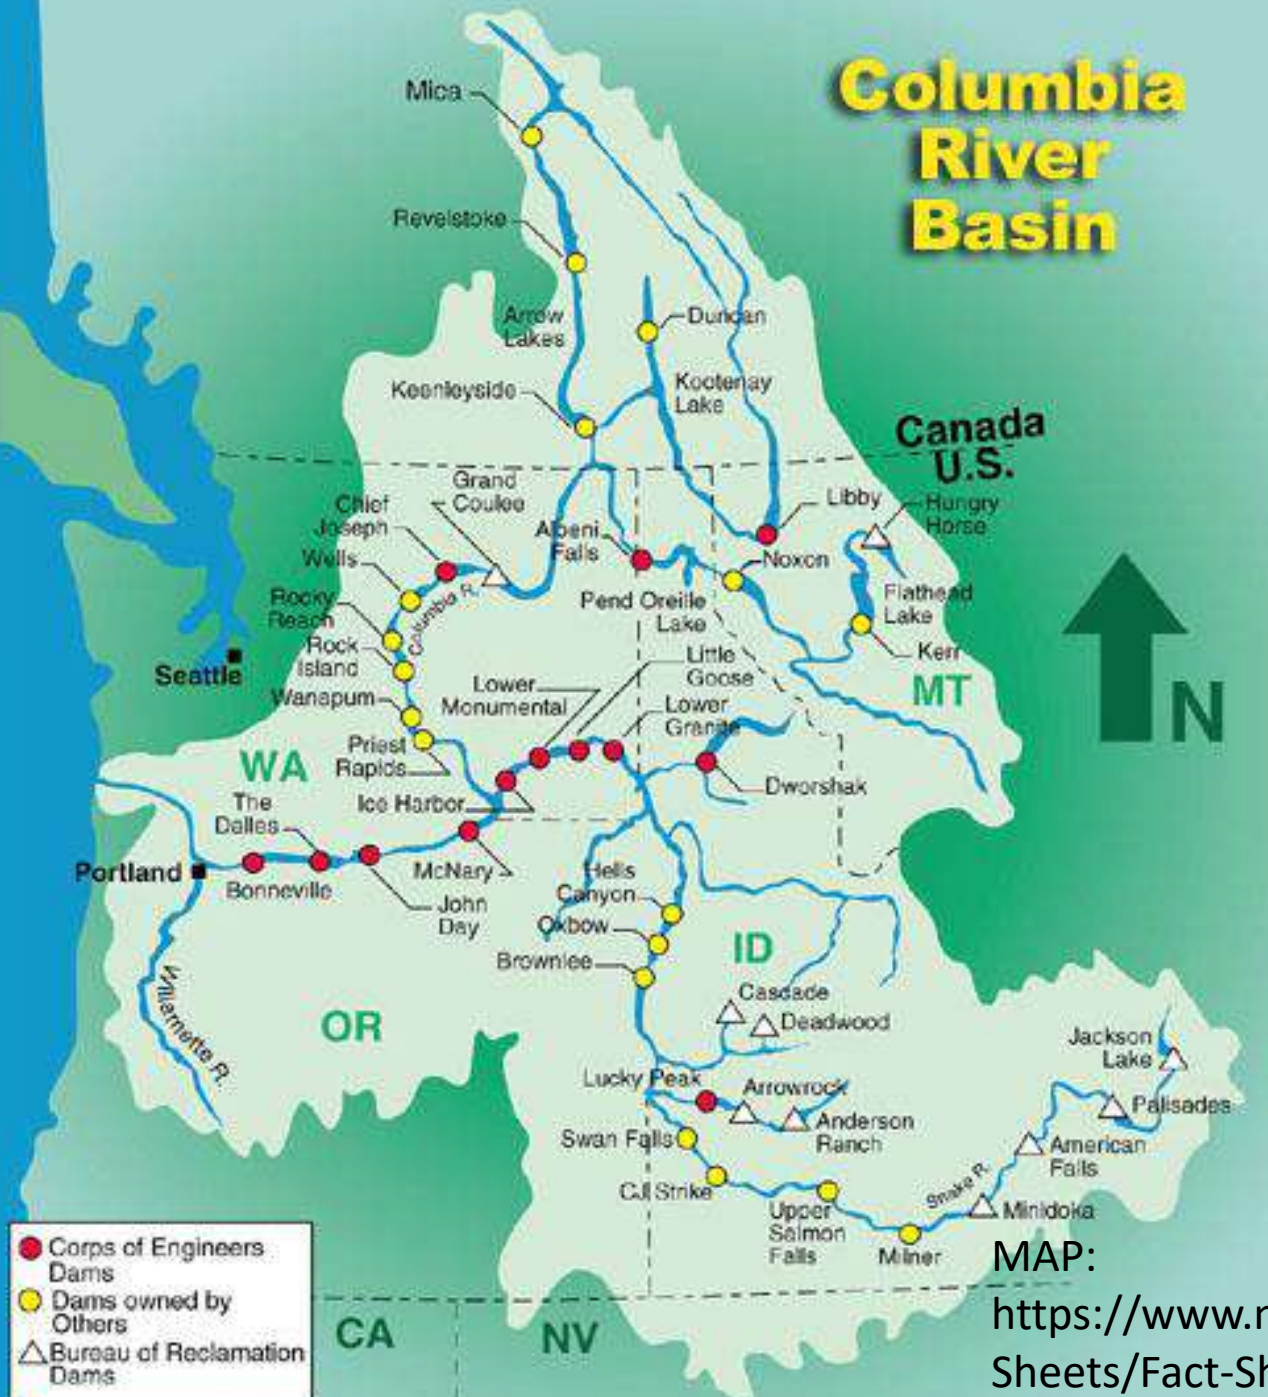 Columbia
River
Basin
Mica
Revelstoke
Arrow
Lakes
Duncan
Keenleyside
Kootenay
Lake
Canada
U.S.
Grand
Coulee
Chief
Joseph
Albeni
Falls
Libby
Hungry
Horse
Wells
Noxon
Rocky
Reach
Columbia R.
Pend Oreille
Lake
Flathead
Lake
Rock
Island
Kerr
Seattle
Little
Goose
Lower
Monumental
Wanapum
Lower
Granite
MT
N
Priest
Rapids
WA
Dworshak
Ice Harbor
The
Dalles
Portland
Bonneville
McNary
John
Day
Hells
Canyon
Oxbow
Brownlee
ID
Willamette R.
OR
Cascade
Deadwood
Jackson
Lake
Lucky Peak
Arrowrock
Palisades
Anderson
Ranch
Swan Falls
American
Falls
CJ Strike
Snake R.
Upper
Salmon
Falls
Minidoka
Milner
Corps of Engineers
Dams
Dams owned by
Others
Bureau of Reclamation
Dams
CA
NV
MAP:
https://www.n
Sheets/Fact-Sh